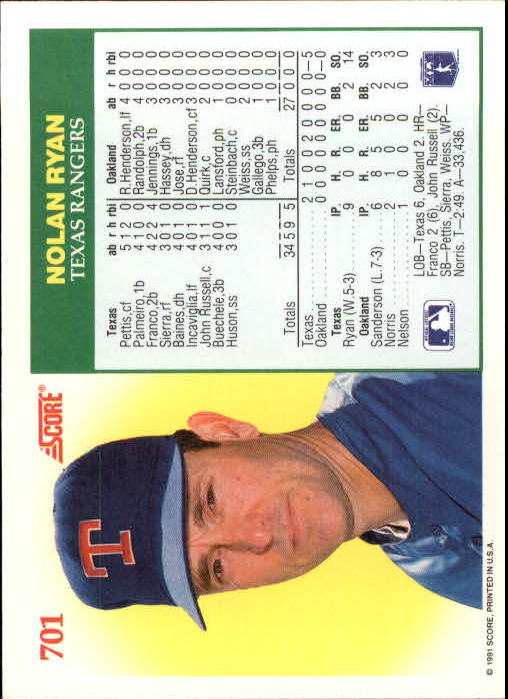 701
SCORE®
NOLAN RYAN
TEXAS RANGERS
Texas ab r h rbi
Pettis,cf 5 1 2 0
Palmeiro,1b 4 1 0 0
Franco,2b 4 2 2 4
Sierra,rf 4 0 2 0
Baines,dh 3 0 0 0
Incaviglia,lf 4 0 1 0
John Russell,c 3 1 1 1
Buechele,3b 4 0 0 0
Huson,ss 3 0 1 0
Totals 34 5 9 5
Oakland ab r h rbi
R.Henderson,lf 4 0 0 0
Randolph,2b 4 0 0 0
Jennings,1b 3 0 0 0
Hassey,dh 3 0 0 0
Jose,rf 3 0 0 0
D.Henderson,cf 3 0 0 0
Quirk,c 2 0 0 0
Lansford,ph 1 0 0 0
Steinbach,c 0 0 0 0
Weiss,ss 2 0 0 0
Gallego,3b 1 0 0 0
Phelps,ph 1 0 0 0
Totals 27 0 0 0
Texas 2 1 0 0 2 0 0 0 0—5
Oakland 0 0 0 0 0 0 0 0 0—0
IP. H. R. ER. BB. SO.
Texas
Ryan (W.5-3) 9 0 0 0 2 14
Oakland
Sanderson (L.7-3) 6 8 5 5 2 3
Norris 2 1 0 0 2 3
Nelson 1 0 0 0 0 0
LOB—Texas 6, Oakland 2. HR—
Franco 2 (6), John Russell (2).
SB—Pettis, Sierra, Weiss. WP—
Norris. T—2:49. A—33,436.
© 1991 SCORE, PRINTED IN U.S.A.
T